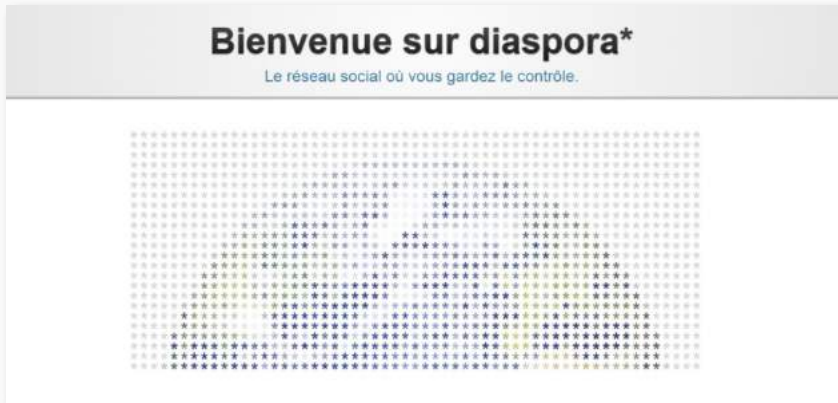 Bienvenue sur diaspora*
Le réseau social où vous gardez le contrôle.